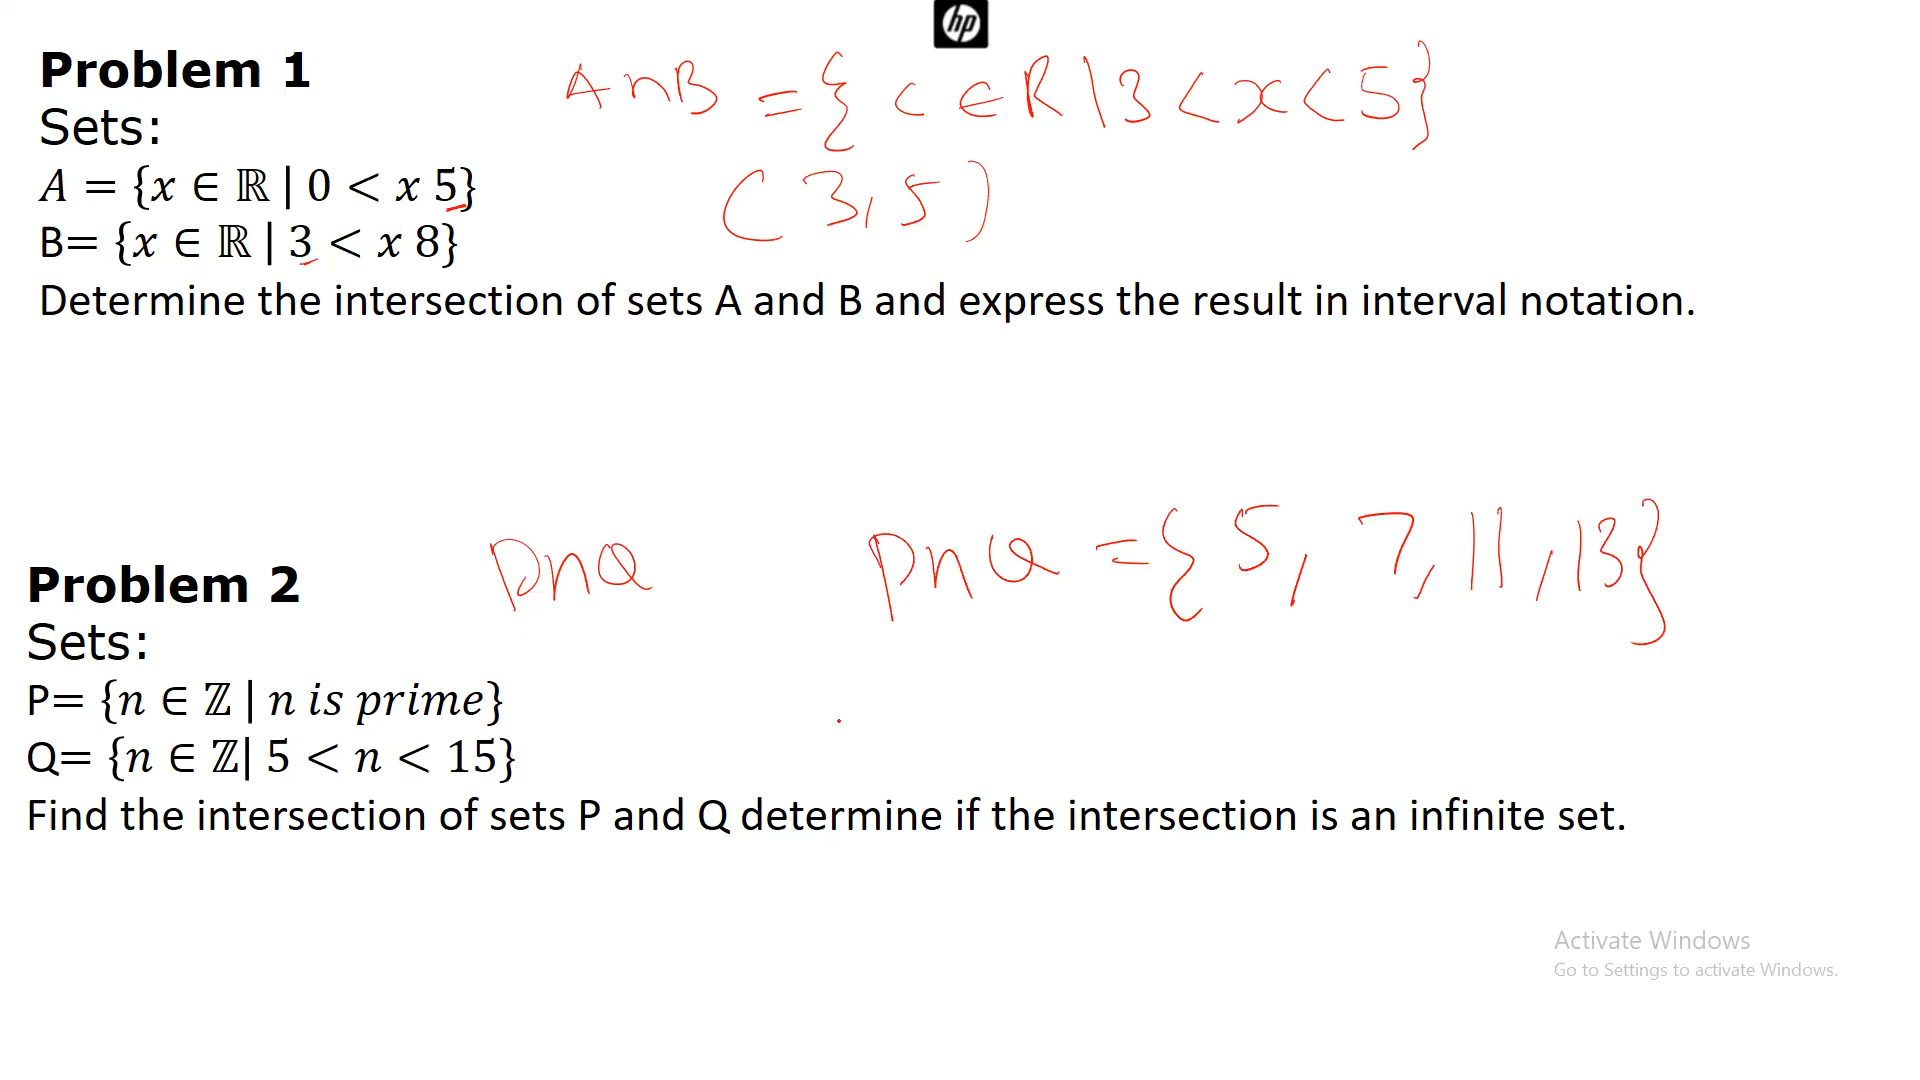 hp
Problem 1
A∩B = { c ∈ R | 3 < x < 5 }
Sets:
A = {x ∈ ℝ | 0 < x 5}
( 3, 5 )
B= {x ∈ ℝ | 3 < x 8}
Determine the intersection of sets A and B and express the result in interval notation.
P∩Q
P∩Q = { 5, 7, 11, 13 }
Problem 2
Sets:
P= {n ∈ ℤ | n is prime}
Q= {n ∈ ℤ| 5 < n < 15}
Find the intersection of sets P and Q determine if the intersection is an infinite set.
Activate Windows
Go to Settings to activate Windows.